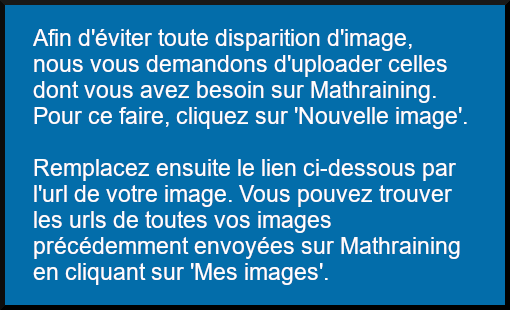 Afin d'éviter toute disparition d'image,
nous vous demandons d'uploader celles
dont vous avez besoin sur Mathraining.
Pour ce faire, cliquez sur 'Nouvelle image'.
Remplacez ensuite le lien ci-dessous par
l'url de votre image. Vous pouvez trouver
les urls de toutes vos images
précédemment envoyées sur Mathraining
en cliquant sur 'Mes images'.